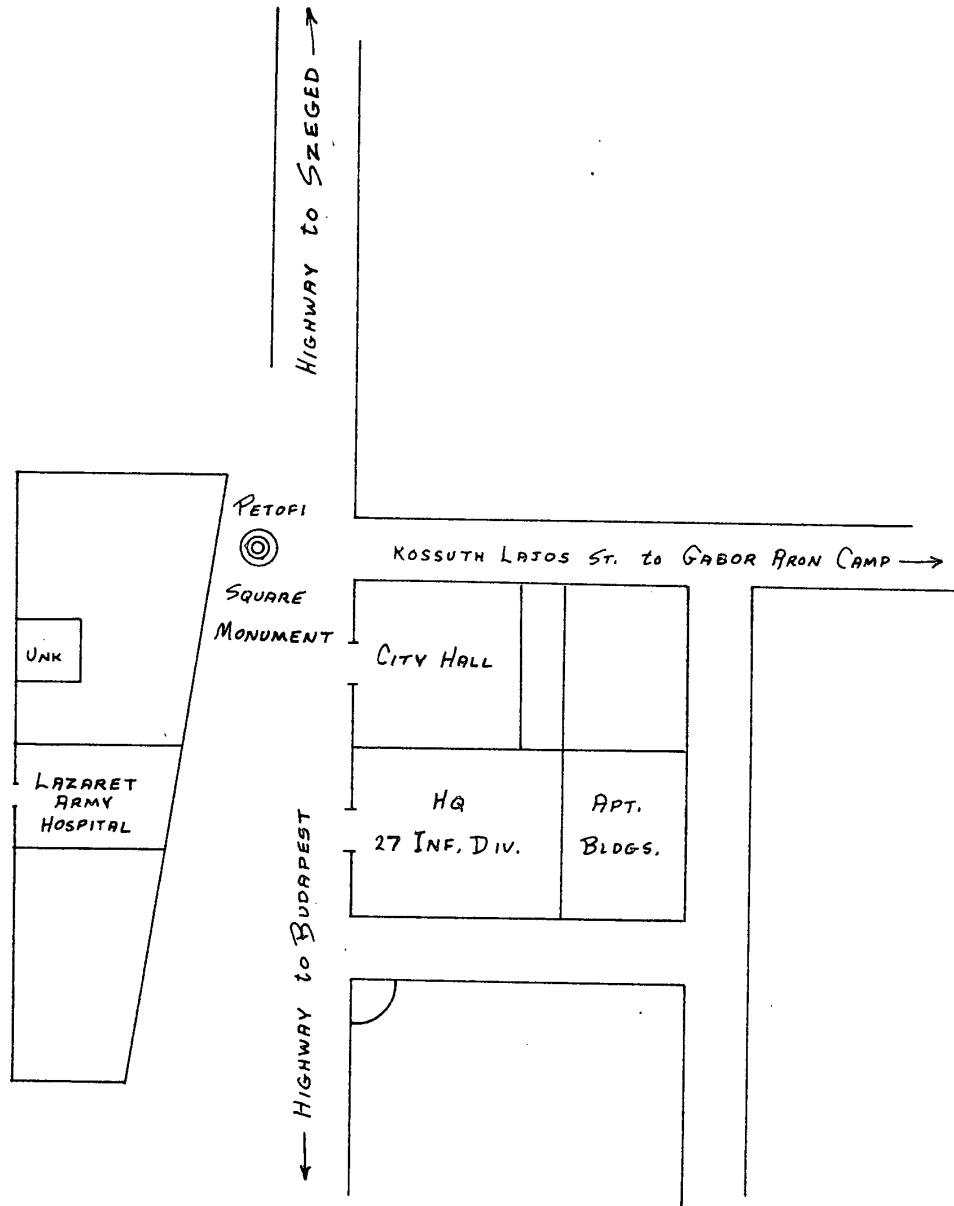 HIGHWAY to SZEGED
PETOFI
SQUARE
MONUMENT
KOSSUTH LAJOS ST. to GABOR ARON CAMP
UNK
CITY HALL
LAZARET
ARMY
HOSPITAL
HQ
27 INF. DIV.
APT.
BLDGS.
HIGHWAY to BUDAPEST